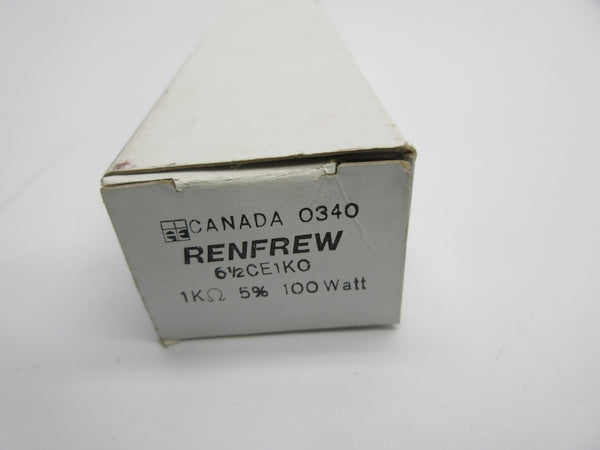 CANADA 0340
RENFREW
6½CE1K0
1KΩ 5% 100 Watt